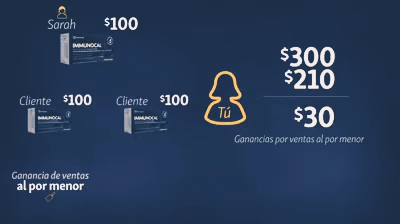 Sarah $100
IMMUNOCAL
Cliente $100
IMMUNOCAL
Cliente $100
IMMUNOCAL
Tú
$300
$210
$30
Ganancias por ventas al por menor
Ganancia de ventas
al por menor